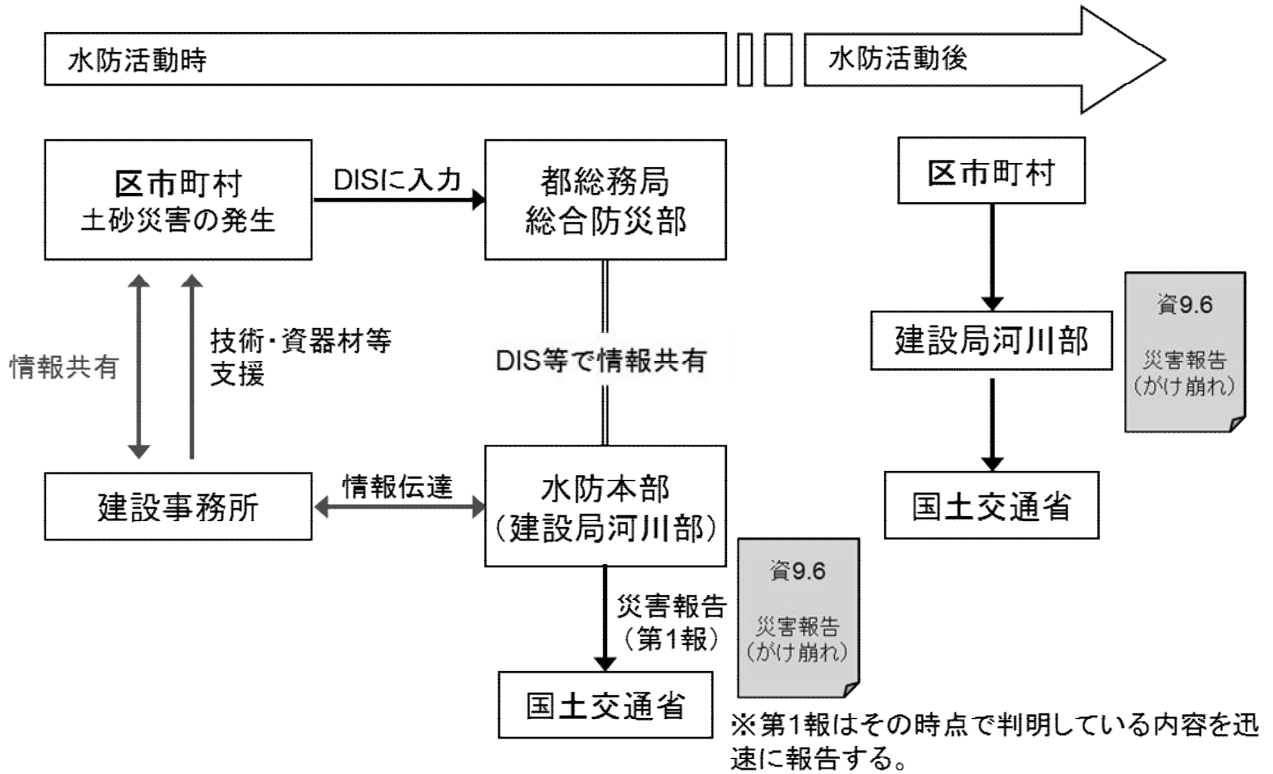 水防活動時
水防活動後
区市町村
土砂災害の発生
DISに入力
都総務局
総合防災部
情報共有
技術・資器材等
支援
DIS等で情報共有
建設事務所
情報伝達
水防本部
（建設局河川部）
災害報告
（第1報）
国土交通省
資9.6
災害報告
（がけ崩れ）
※第1報はその時点で判明している内容を迅
速に報告する。
区市町村
建設局河川部
国土交通省
資9.6
災害報告
（がけ崩れ）